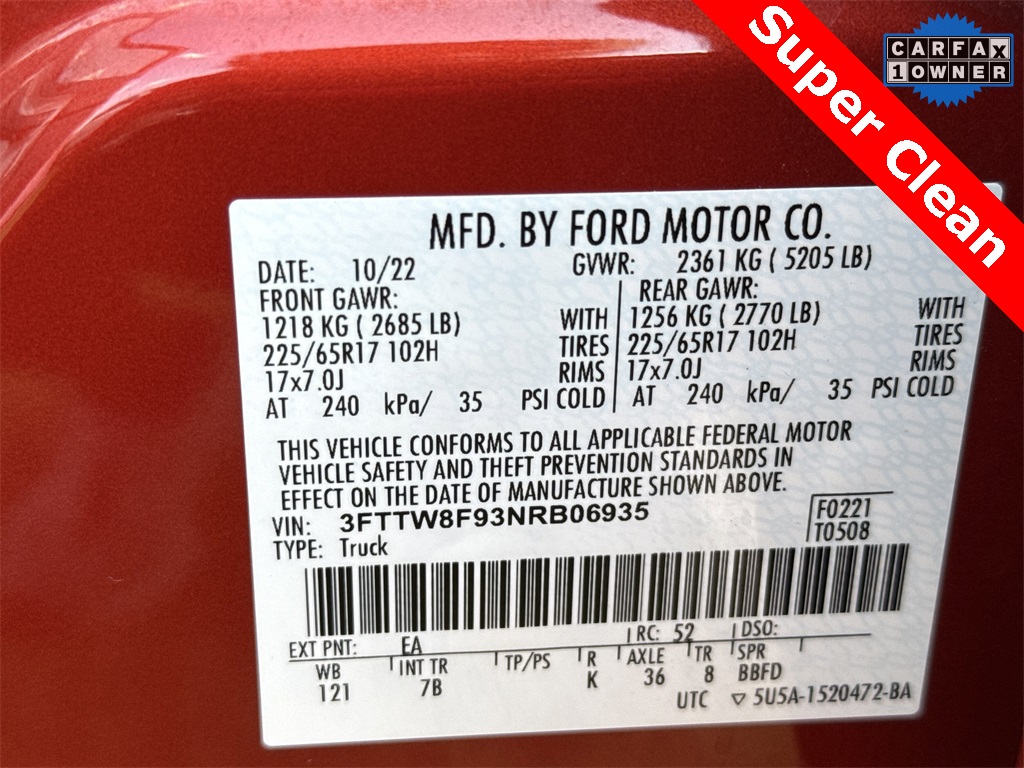 Super Clean
CARFAX
1 OWNER
MFD. BY FORD MOTOR CO.
DATE: 10/22 GVWR: 2361 KG ( 5205 LB)
FRONT GAWR: REAR GAWR:
1218 KG ( 2685 LB) WITH 1256 KG ( 2770 LB) WITH
225/65R17 102H TIRES 225/65R17 102H TIRES
17x7.0J RIMS 17x7.0J RIMS
AT 240 kPa/ 35 PSI COLD AT 240 kPa/ 35 PSI COLD
THIS VEHICLE CONFORMS TO ALL APPLICABLE FEDERAL MOTOR
VEHICLE SAFETY AND THEFT PREVENTION STANDARDS IN
EFFECT ON THE DATE OF MANUFACTURE SHOWN ABOVE.
VIN: 3FTTW8F93NRB06935 F0221
TYPE: Truck T0508
EXT PNT: EA RC: 52 DSO:
WB INT TR TP/PS R AXLE TR SPR
121 7B K 36 8 BBFD
UTC ▽ 5U5A-1520472-BA